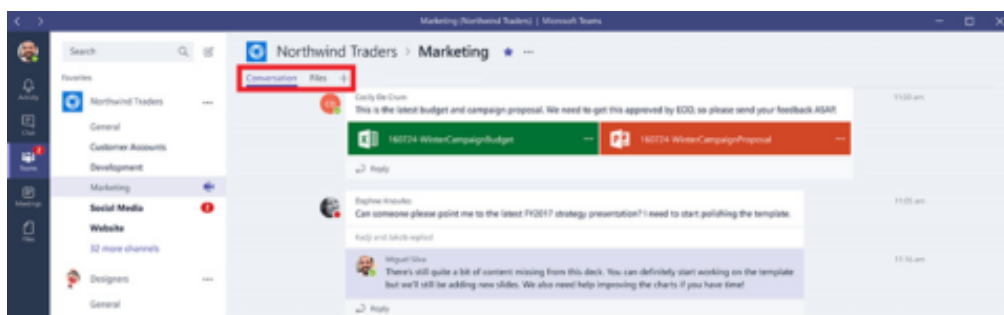 Marketing (Northwind Traders) | Microsoft Teams
Search
Northwind Traders > Marketing
Activity
Chat
Teams
Meetings
Files
Favorites
Northwind Traders
General
Customer Accounts
Development
Marketing
Social Media
Website
32 more channels
Designers
General
Conversation Files +
Cecily De Crum 11:00 am
This is the latest budget and campaign proposal. We need to get this approved by EOD, so please send your feedback ASAP.
160724-WinterCampaignBudget
160724-WinterCampaignProposal
Reply
Daphne Knowles 11:05 am
Can someone please point me to the latest FY2017 strategy presentation? I need to start polishing the template.
Kadji and Jakob replied
Miguel Silva 11:16 am
There's still quite a bit of content missing from this deck. You can definitely start working on the template
but we'll still be adding new slides. We also need help improving the charts if you have time!
Reply